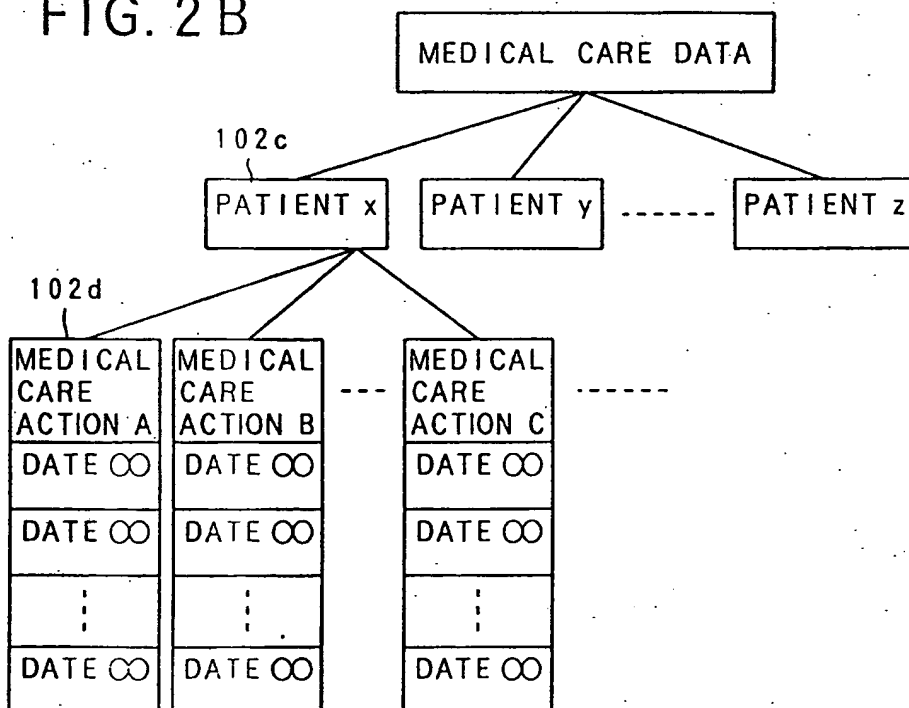 FIG. 2B
MEDICAL CARE DATA
102c
PATIENT x PATIENT y ------ PATIENT z
102d
MEDICAL CARE ACTION A
MEDICAL CARE ACTION B
----
MEDICAL CARE ACTION C
------
DATE ○○ DATE ○○ DATE ○○
DATE ○○ DATE ○○ DATE ○○
DATE ○○ DATE ○○ DATE ○○